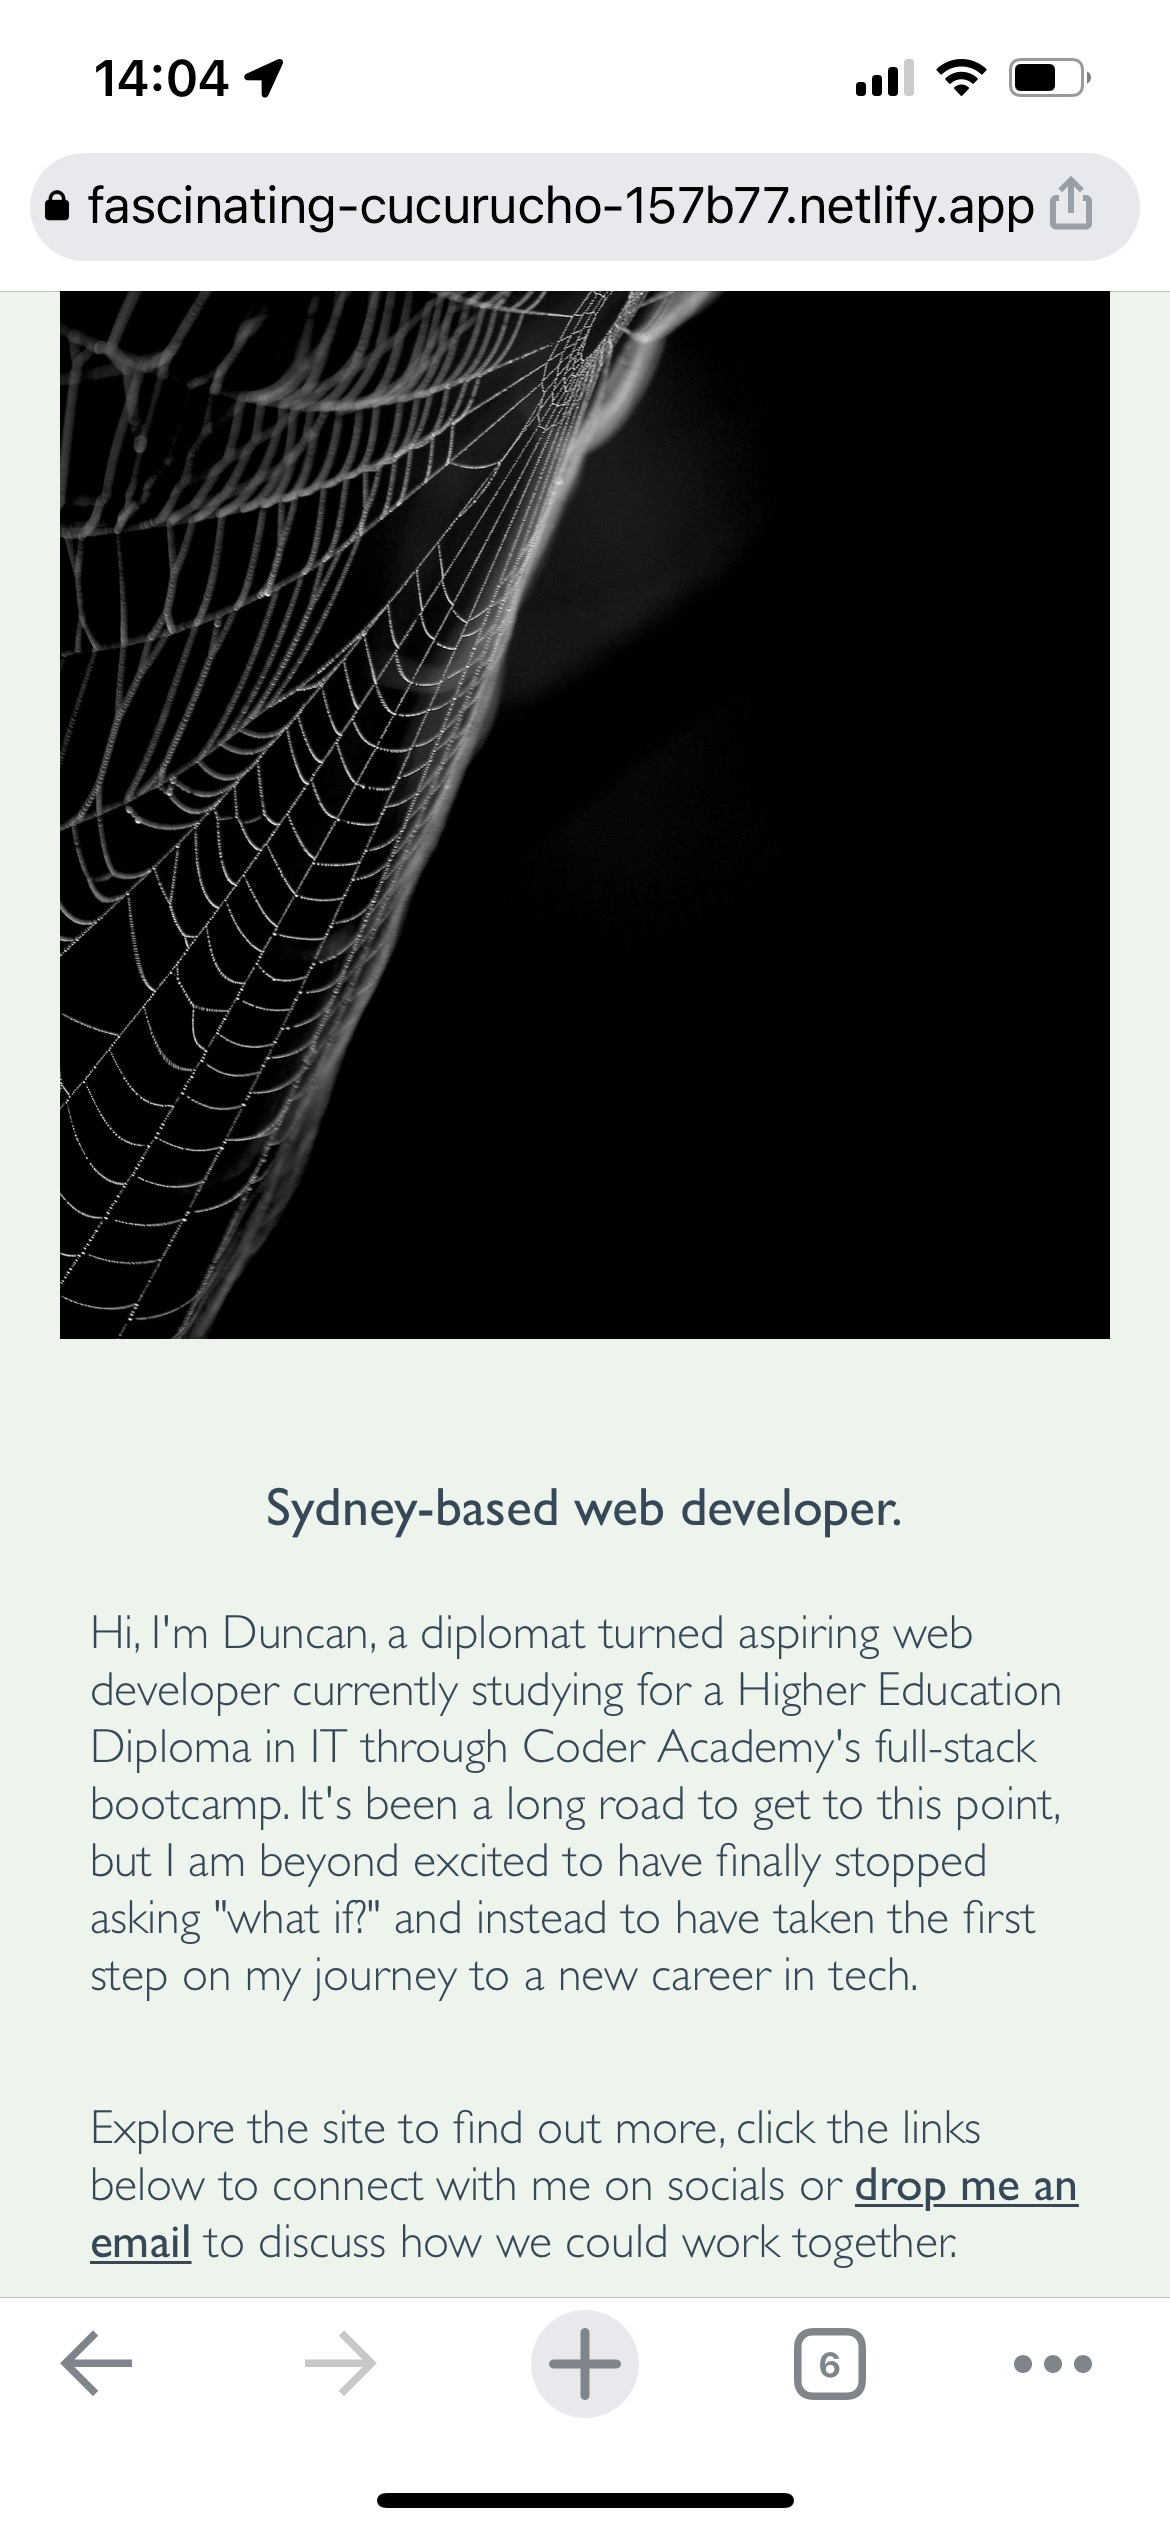 14:04
fascinating-cucurucho-157b77.netlify.app
Sydney-based web developer.
Hi, I'm Duncan, a diplomat turned aspiring web
developer currently studying for a Higher Education
Diploma in IT through Coder Academy's full-stack
bootcamp. It's been a long road to get to this point,
but I am beyond excited to have finally stopped
asking "what if?" and instead to have taken the first
step on my journey to a new career in tech.
Explore the site to find out more, click the links
below to connect with me on socials or drop me an
email to discuss how we could work together.
6